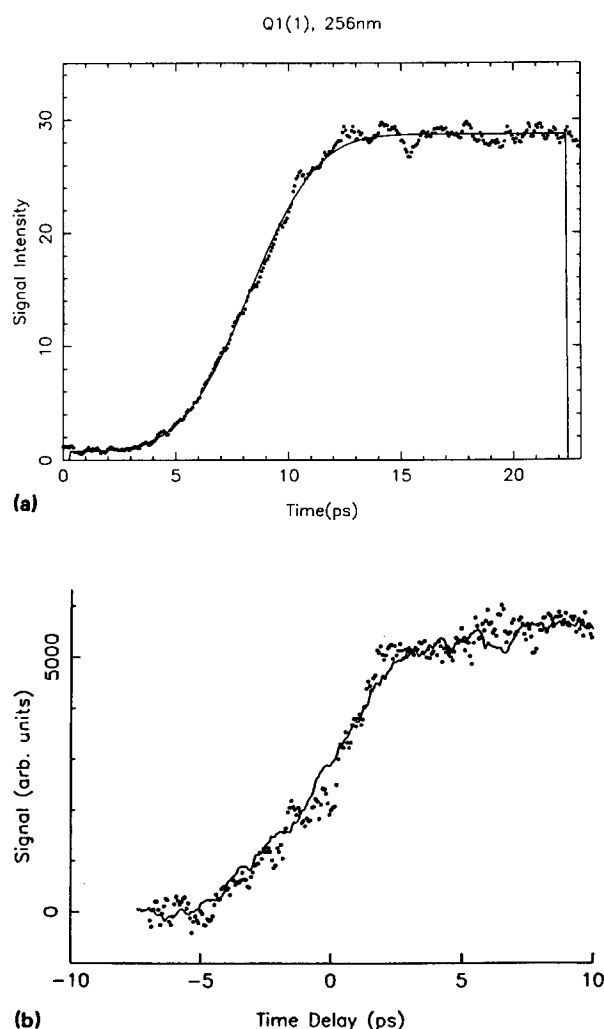 Q1(1), 256nm
30
20
10
0
Signal Intensity
0 5 10 15 20
Time(ps)
(a)
5000
0
Signal (arb. units)
−10 −5 0 5 10
Time Delay (ps)
(b)